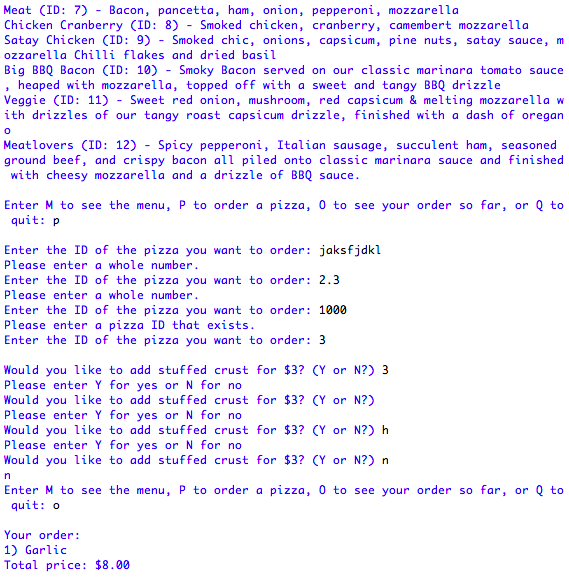 Meat (ID: 7) - Bacon, pancetta, ham, onion, pepperoni, mozzarella
Chicken Cranberry (ID: 8) - Smoked chicken, cranberry, camembert mozzarella
Satay Chicken (ID: 9) - Smoked chic, onions, capsicum, pine nuts, satay sauce, m
ozzarella Chilli flakes and dried basil
Big BBQ Bacon (ID: 10) - Smoky Bacon served on our classic marinara tomato sauce
, heaped with mozzarella, topped off with a sweet and tangy BBQ drizzle
Veggie (ID: 11) - Sweet red onion, mushroom, red capsicum & melting mozzarella w
ith drizzles of our tangy roast capsicum drizzle, finished with a dash of oregan
o
Meatlovers (ID: 12) - Spicy pepperoni, Italian sausage, succulent ham, seasoned
ground beef, and crispy bacon all piled onto classic marinara sauce and finished
 with cheesy mozzarella and a drizzle of BBQ sauce.
Enter M to see the menu, P to order a pizza, O to see your order so far, or Q to
 quit: p
Enter the ID of the pizza you want to order: jaksfjdkl
Please enter a whole number.
Enter the ID of the pizza you want to order: 2.3
Please enter a whole number.
Enter the ID of the pizza you want to order: 1000
Please enter a pizza ID that exists.
Enter the ID of the pizza you want to order: 3
Would you like to add stuffed crust for $3? (Y or N?) 3
Please enter Y for yes or N for no
Would you like to add stuffed crust for $3? (Y or N?)
Please enter Y for yes or N for no
Would you like to add stuffed crust for $3? (Y or N?) h
Please enter Y for yes or N for no
Would you like to add stuffed crust for $3? (Y or N?) n
n
Enter M to see the menu, P to order a pizza, O to see your order so far, or Q to
 quit: o
Your order:
1) Garlic
Total price: $8.00